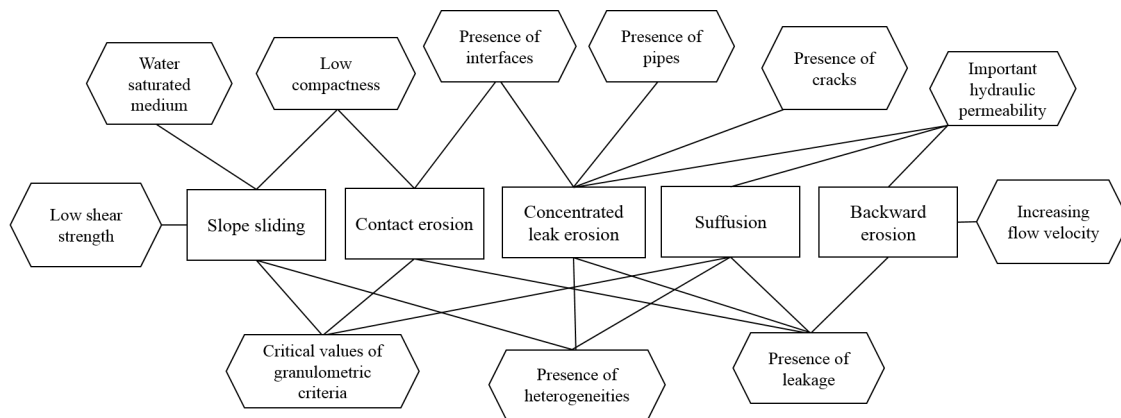 Water
saturated
medium
Low
compactness
Presence of
interfaces
Presence of
pipes
Presence of
cracks
Important
hydraulic
permeability
Low shear
strength
Slope sliding
Contact erosion
Concentrated
leak erosion
Suffusion
Backward
erosion
Increasing
flow velocity
Critical values of
granulometric
criteria
Presence of
heterogeneities
Presence of
leakage